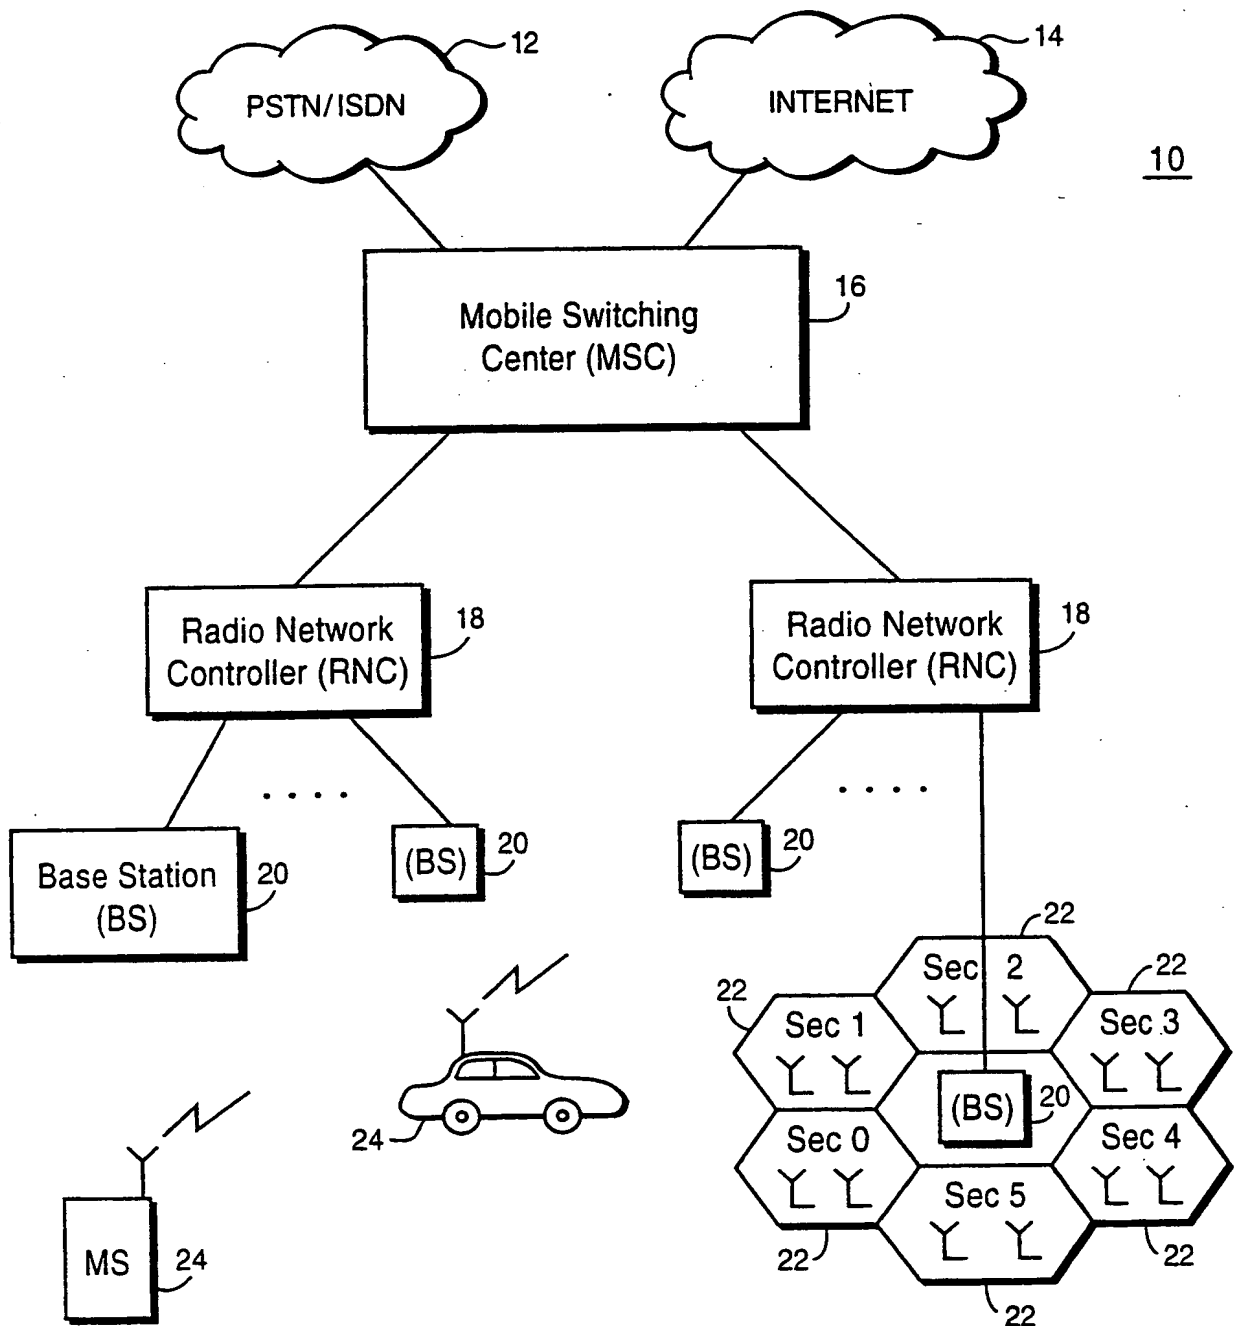 12
14
PSTN/ISDN
INTERNET
10
16
Mobile Switching
Center (MSC)
18
Radio Network
Controller (RNC)
18
Radio Network
Controller (RNC)
Base Station
(BS)
20
(BS)
20
(BS)
20
22
22
22
Sec 2
Sec 1
Sec 3
(BS)
20
Sec 0
Sec 4
Sec 5
22
22
22
24
MS
24